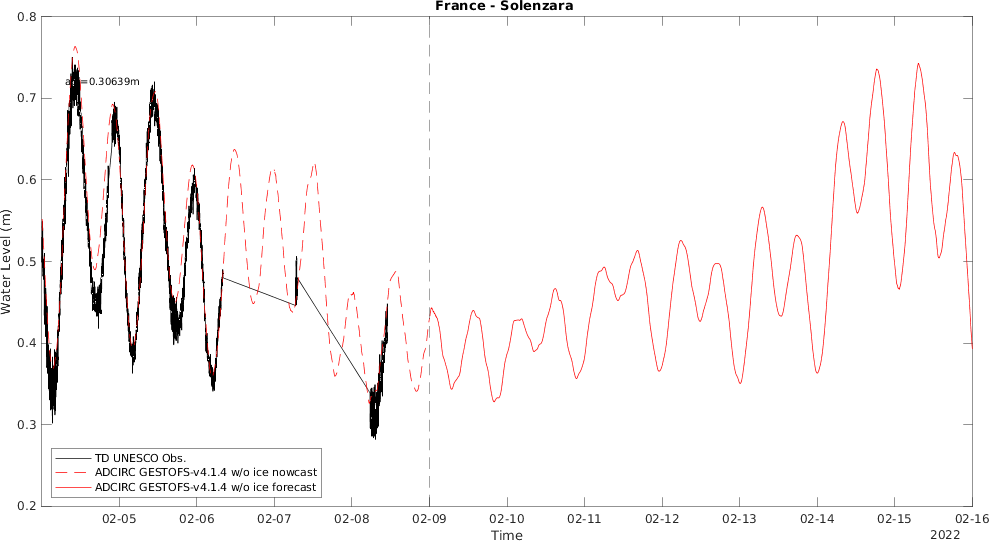 France - Solenzara
0.8
0.7
0.6
0.5
0.4
0.3
0.2
Water Level (m)
=0.30639m
TD UNESCO Obs.
ADCIRC GESTOFS-v4.1.4 w/o ice nowcast
ADCIRC GESTOFS-v4.1.4 w/o ice forecast
02-05 02-06 02-07 02-08 02-09 02-10 02-11 02-12 02-13 02-14 02-15 02-16
Time
2022